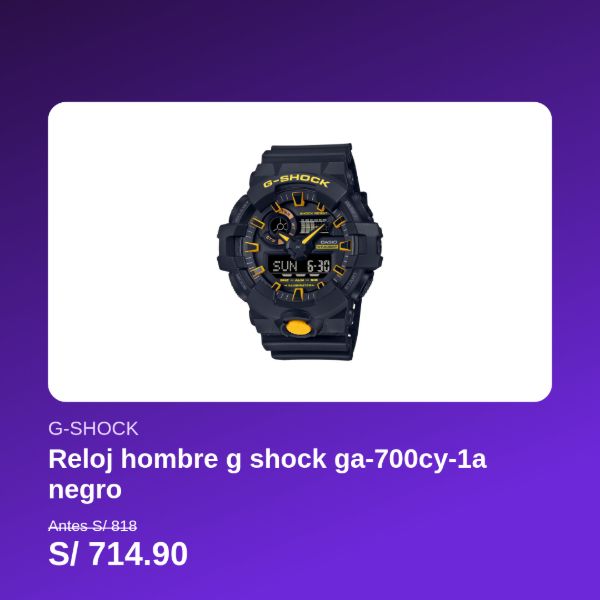 G-SHOCK
SHOCK RESIST
CASIO
SUN 6-30
ILLUMINATOR
G-SHOCK
Reloj hombre g shock ga-700cy-1a
negro
Antes S/ 818
S/ 714.90